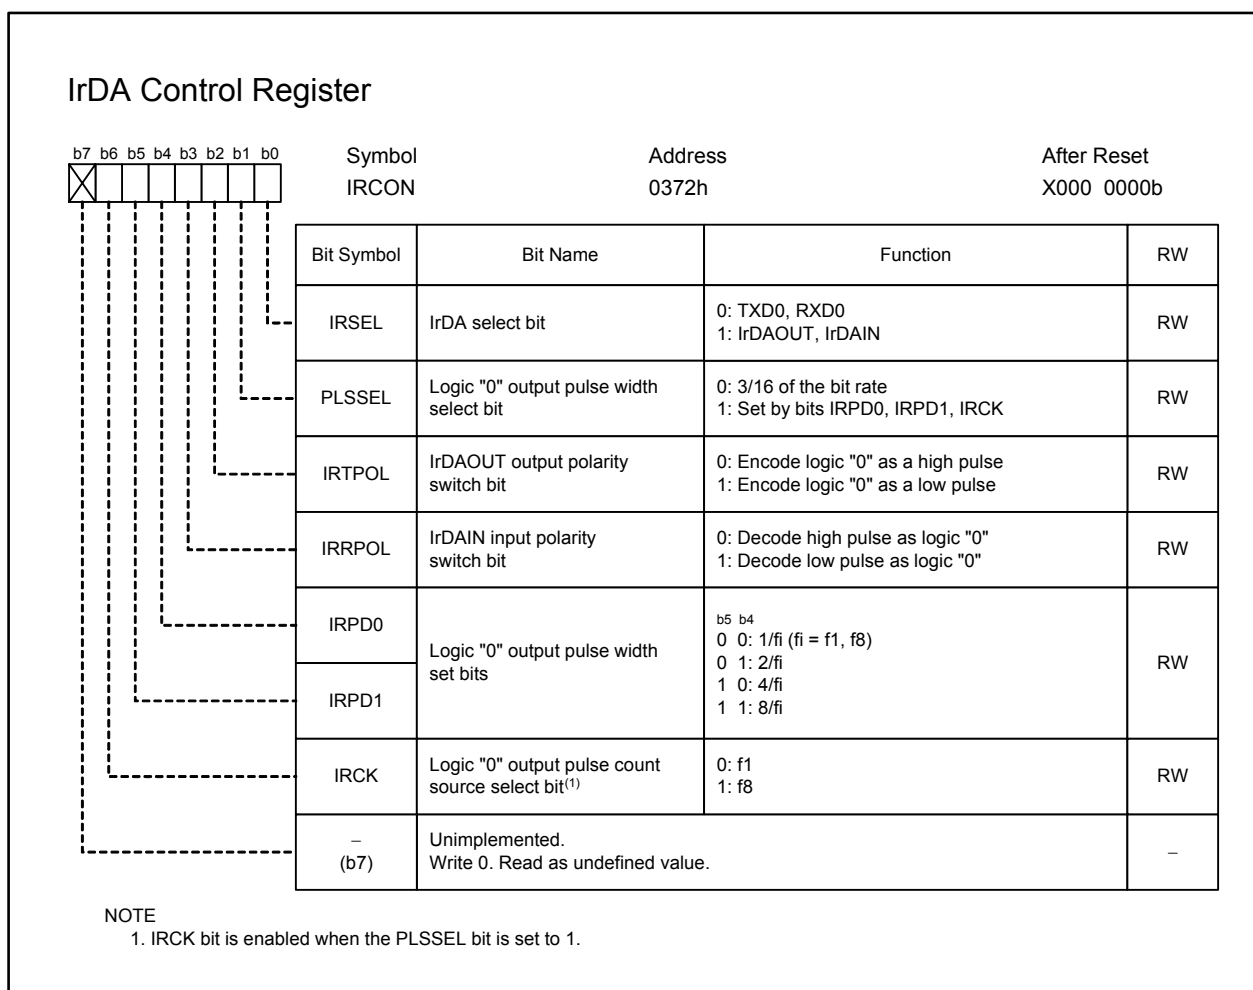 IrDA Control Register
b7 b6 b5 b4 b3 b2 b1 b0
Symbol Address After Reset
IRCON 0372h X000 0000b
Bit Symbol Bit Name Function RW
IRSEL IrDA select bit 0: TXD0, RXD0 RW
1: IrDAOUT, IrDAIN
PLSSEL Logic "0" output pulse width 0: 3/16 of the bit rate RW
select bit 1: Set by bits IRPD0, IRPD1, IRCK
IRTPOL IrDAOUT output polarity 0: Encode logic "0" as a high pulse RW
switch bit 1: Encode logic "0" as a low pulse
IRRPOL IrDAIN input polarity 0: Decode high pulse as logic "0" RW
switch bit 1: Decode low pulse as logic "0"
IRPD0
IRPD1
Logic "0" output pulse width
set bits
b5 b4
0 0: 1/fi (fi = f1, f8)
0 1: 2/fi
1 0: 4/fi
1 1: 8/fi
RW
IRCK Logic "0" output pulse count 0: f1 RW
source select bit(1) 1: f8
– Unimplemented. –
(b7) Write 0. Read as undefined value.
NOTE
1. IRCK bit is enabled when the PLSSEL bit is set to 1.